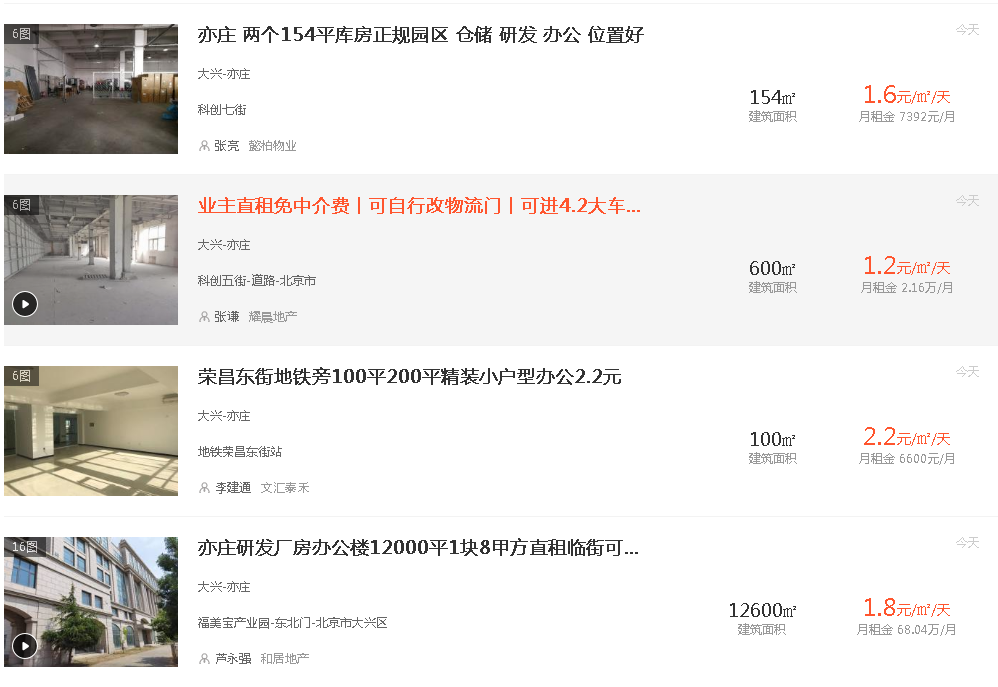 6图
亦庄 两个154平库房正规园区 仓储 研发 办公 位置好
今天
大兴-亦庄
科创七街
张亮 懿柏物业
154㎡
建筑面积
1.6元/㎡/天
月租金 7392元/月
6图
业主直租免中介费丨可自行改物流门丨可进4.2大车...
今天
大兴-亦庄
科创五街-道路-北京市
张谦 耀晨地产
600㎡
建筑面积
1.2元/㎡/天
月租金 2.16万/月
6图
荣昌东街地铁旁100平200平精装小户型办公2.2元
今天
大兴-亦庄
地铁荣昌东街站
李建通 文汇泰禾
100㎡
建筑面积
2.2元/㎡/天
月租金 6600元/月
16图
亦庄研发厂房办公楼12000平1块8甲方直租临街可...
今天
大兴-亦庄
福美宝产业园-东北门-北京市大兴区
芦永强 和居地产
12600㎡
建筑面积
1.8元/㎡/天
月租金 68.04万/月